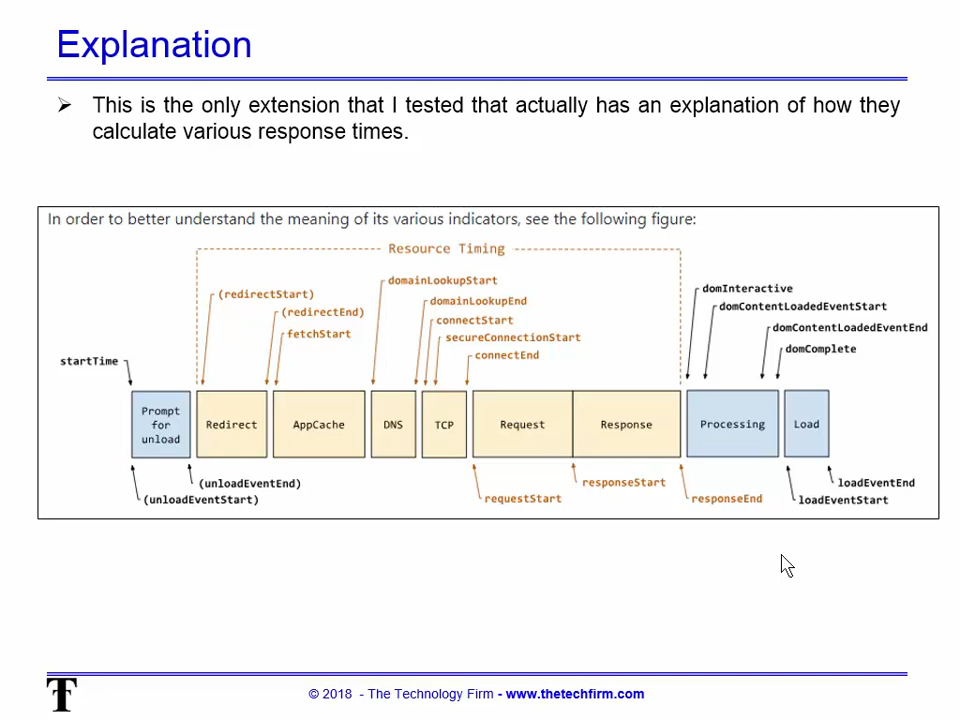 Explanation
➢ This is the only extension that I tested that actually has an explanation of how they
calculate various response times.
In order to better understand the meaning of its various indicators, see the following figure:
Resource Timing
(redirectStart)
(redirectEnd)
fetchStart
domainLookupStart
domainLookupEnd
connectStart
secureConnectionStart
connectEnd
domInteractive
domContentLoadedEventStart
domContentLoadedEventEnd
domComplete
startTime
Prompt
for
unload
Redirect
AppCache
DNS
TCP
Request
Response
Processing
Load
(unloadEventEnd)
(unloadEventStart)
requestStart
responseStart
responseEnd
loadEventEnd
loadEventStart
© 2018 - The Technology Firm - www.thetechfirm.com